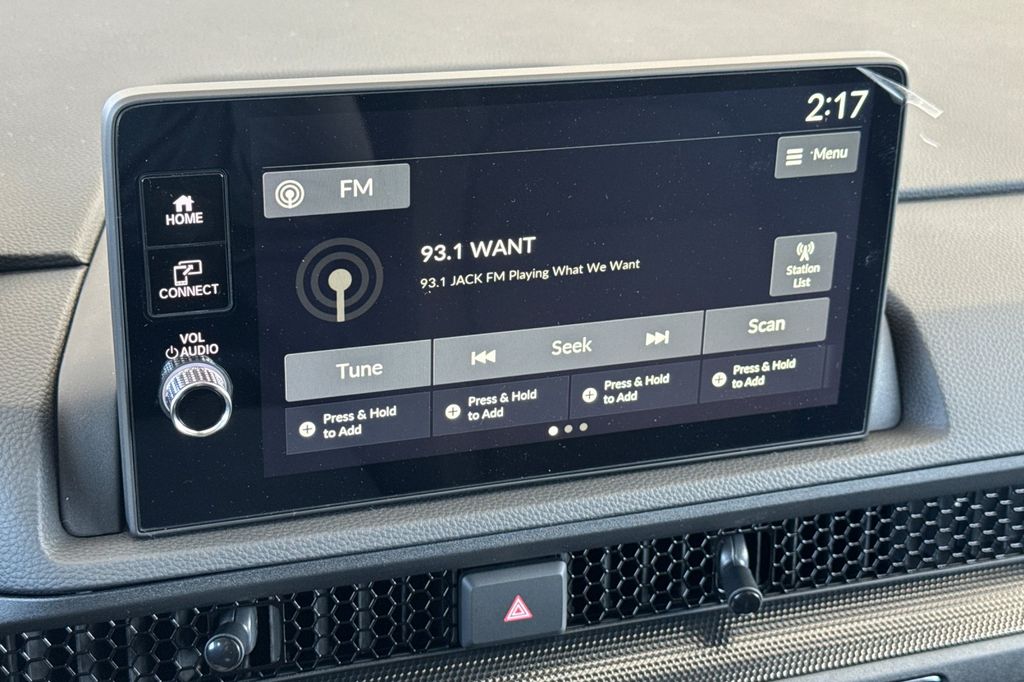 2:17
Menu
FM
HOME
93.1 WANT
93.1 JACK FM Playing What We Want
Station
List
CONNECT
VOL
AUDIO
Tune
Seek
Scan
Press & Hold
to Add
Press & Hold
to Add
Press & Hold
to Add
Press & Hold
to Add